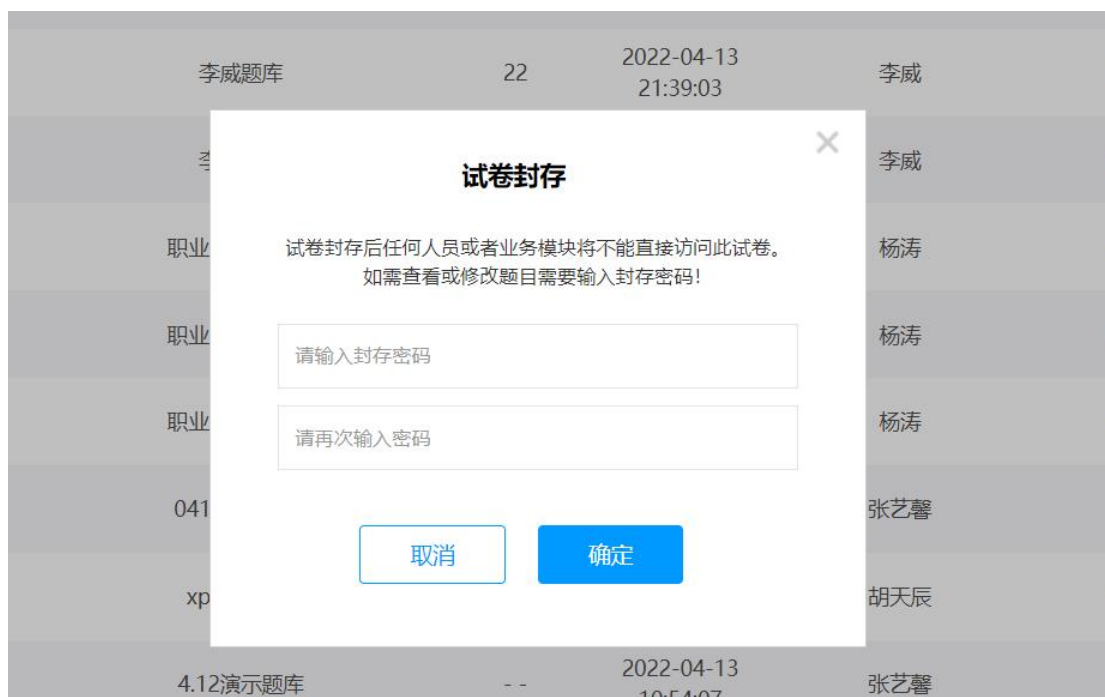 李威题库 22 2022-04-13 李威
21:39:03
李威
试卷封存
职业 试卷封存后任何人员或者业务模块将不能直接访问此试卷。 杨涛
如需查看或修改题目需要输入封存密码!
职业 请输入封存密码 杨涛
职业 请再次输入密码 杨涛
041 张艺馨
取消 确定
xp 胡天辰
4.12演示题库 - - 2022-04-13 张艺馨